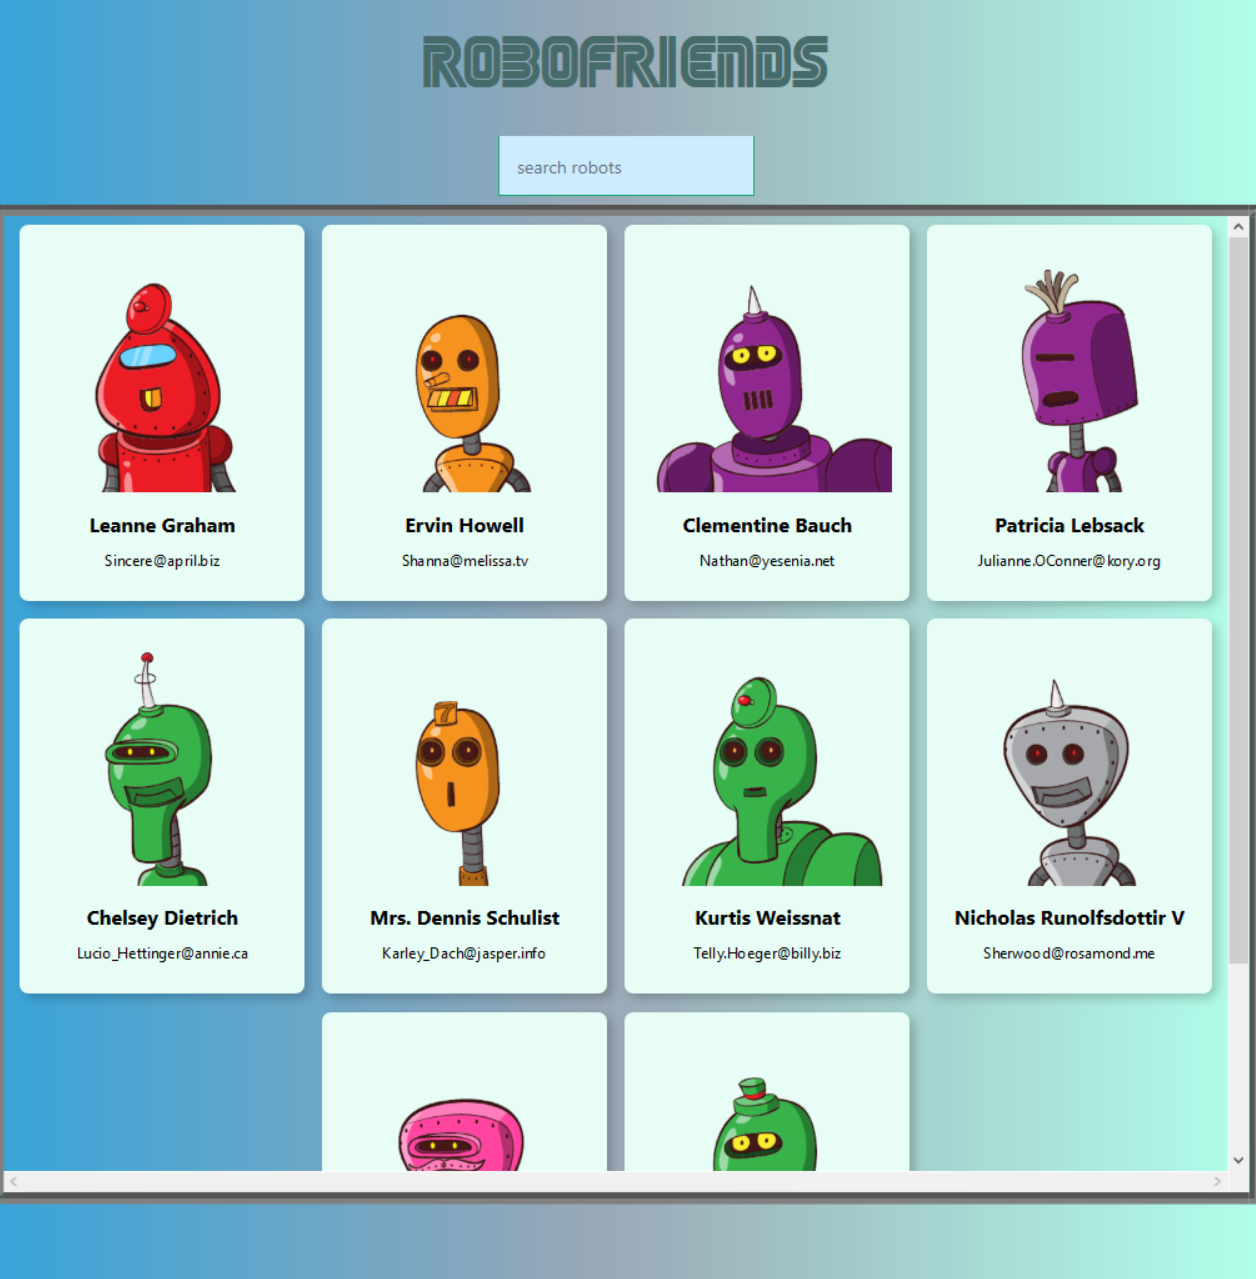 ROBOFRIENDS
search robots
Leanne Graham
Sincere@april.biz
Ervin Howell
Shanna@melissa.tv
Clementine Bauch
Nathan@yesenia.net
Patricia Lebsack
Julianne.OConner@kory.org
7
Chelsey Dietrich
Lucio_Hettinger@annie.ca
Mrs. Dennis Schulist
Karley_Dach@jasper.info
Kurtis Weissnat
Telly.Hoeger@billy.biz
Nicholas Runolfsdottir V
Sherwood@rosamond.me